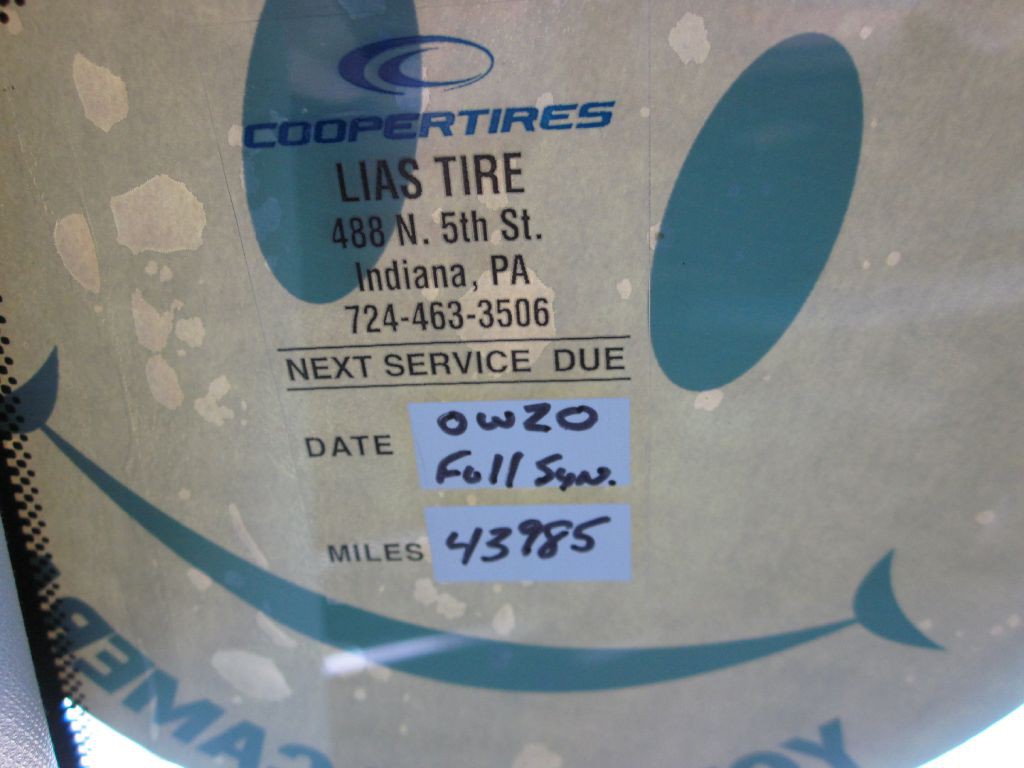 COOPERTIRES
LIAS TIRE
488 N. 5th St.
Indiana, PA
724-463-3506
NEXT SERVICE DUE
DATE OW20
Full Syn.
MILES 43985